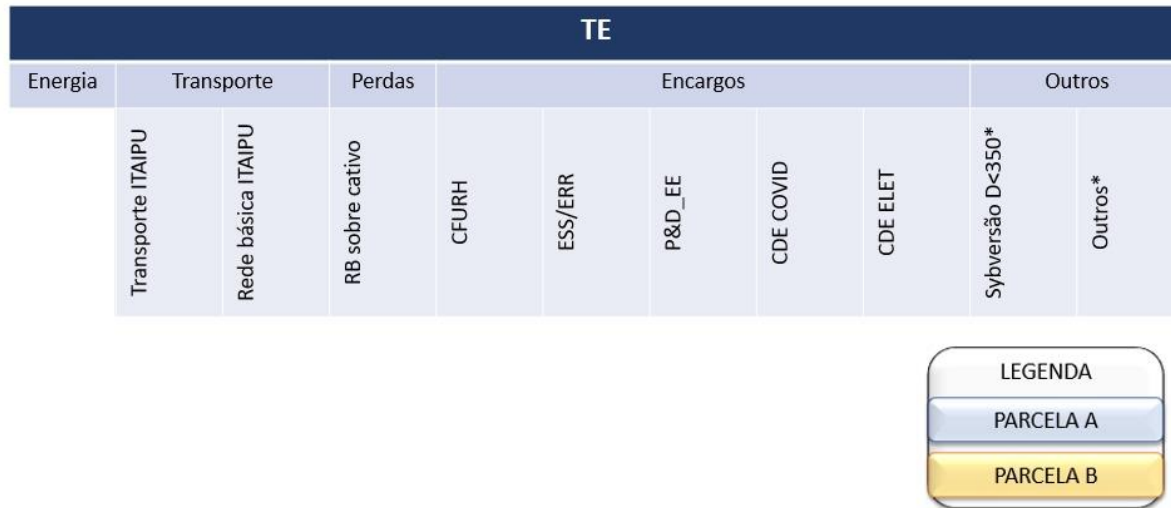 TE
Energia Transporte Perdas Encargos Outros
Transporte ITAIPU
Rede básica ITAIPU
RB sobre cativo
CFURH
ESS/ERR
P&D_EE
CDE COVID
CDE ELET
Sybversão D<350*
Outros*
LEGENDA
PARCELA A
PARCELA B